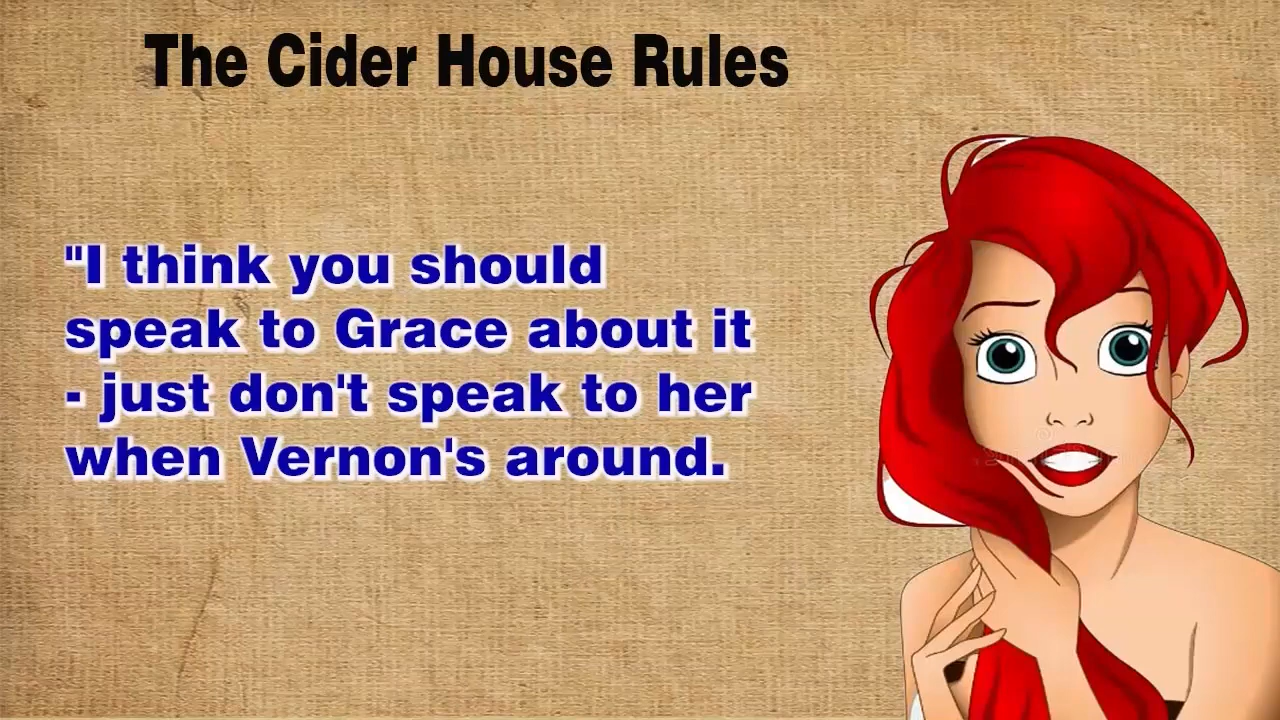 The Cider House Rules
"I think you should
speak to Grace about it
- just don't speak to her
when Vernon's around.